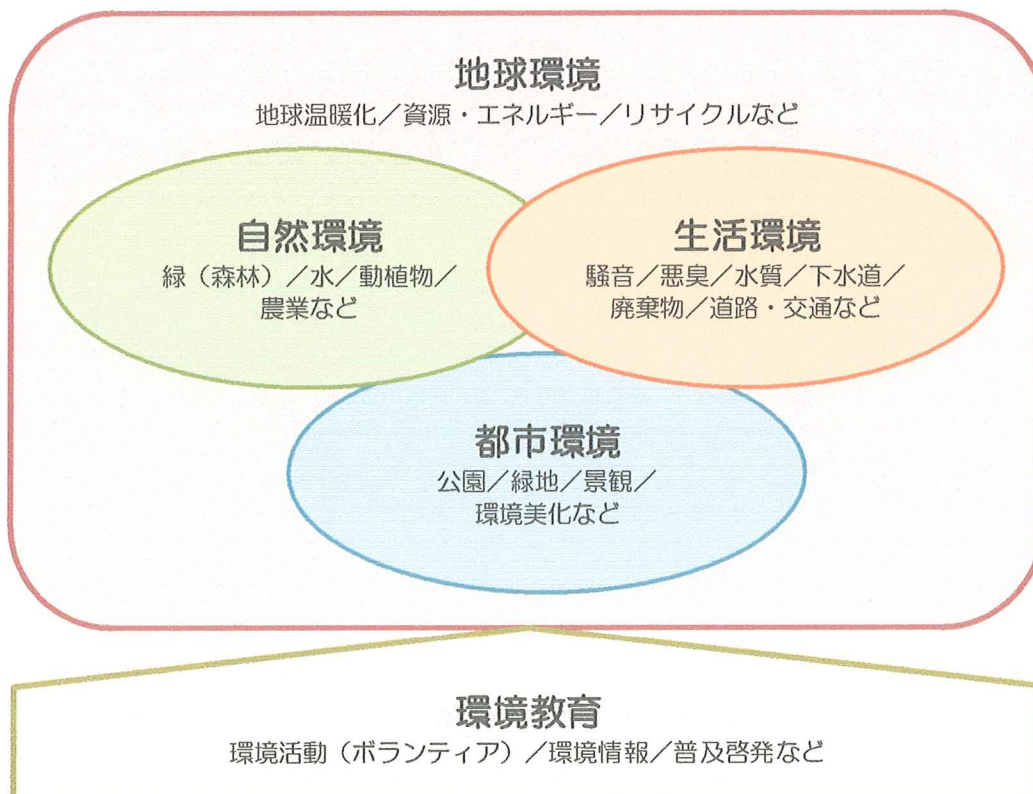 地球環境
地球温暖化／資源・エネルギー／リサイクルなど
自然環境
緑（森林）／水／動植物／
農業など
生活環境
騒音／悪臭／水質／下水道／
廃棄物／道路・交通など
都市環境
公園／緑地／景観／
環境美化など
環境教育
環境活動（ボランティア）／環境情報／普及啓発など